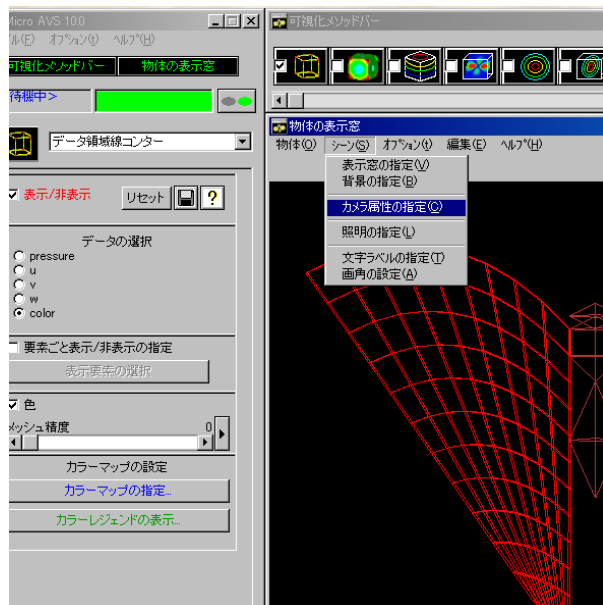 Micro AVS 10.0
可視化メソッドバー
ル(F) オプション(t) ヘルプ(H)
可視化メソッドバー 物体の表示窓
待機中>
データ領域線コンター
物体の表示窓
物体(O) シーン(S) オプション(t) 編集(E) ヘルプ(H)
表示窓の指定(V)
背景の指定(B)
カメラ属性の指定(C)
照明の指定(L)
文字ラベルの指定(T)
画角の設定(A)
表示/非表示 リセット ?
データの選択
pressure
u
v
w
color
要素ごと表示/非表示の指定
表示要素の選択
色
メッシュ精度 0
カラーマップの設定
カラーマップの指定...
カラーレジェンドの表示...